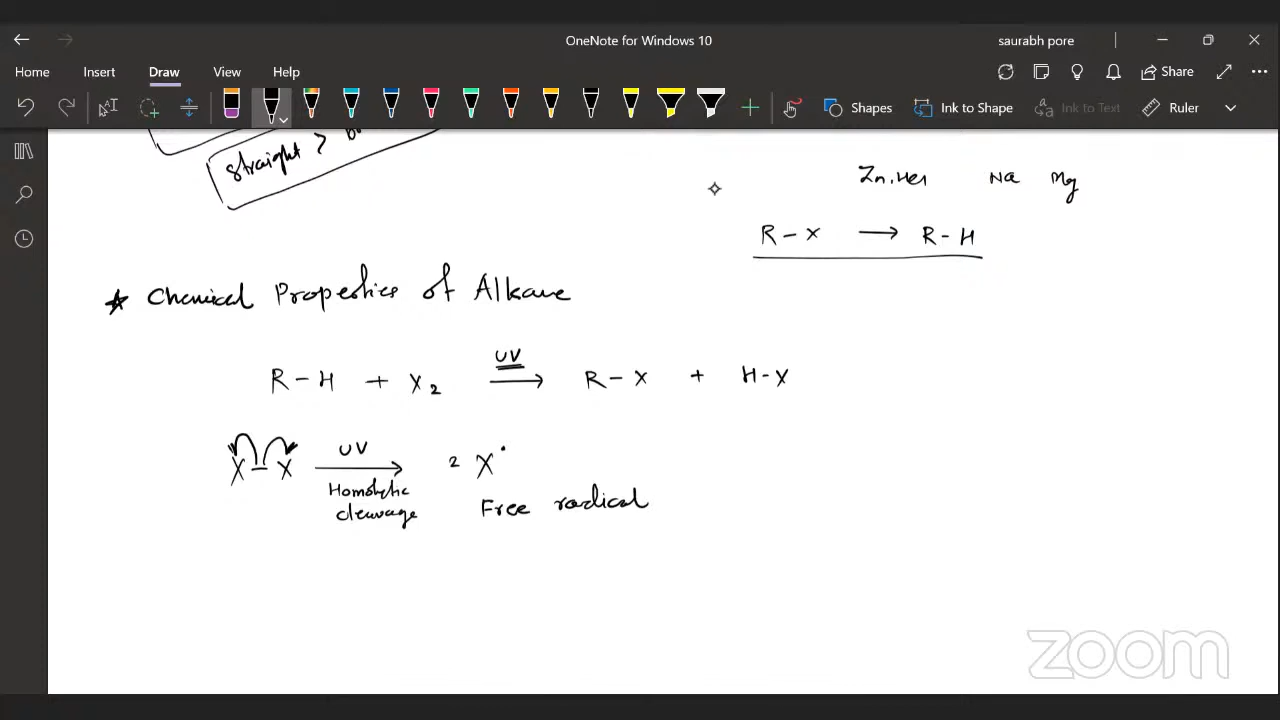 OneNote for Windows 10
saurabh pore
Home Insert Draw View Help
Share
Shapes
Ink to Shape
Ink to Text
Ruler
straight >
Zn.Hcl Na Mg
R - X → R - H
* Chemical Properties of Alkane
R - H + X2 UV → R - X + H - X
X - X UV → 2 X•
Homolytic
cleavage
Free radical
zoom